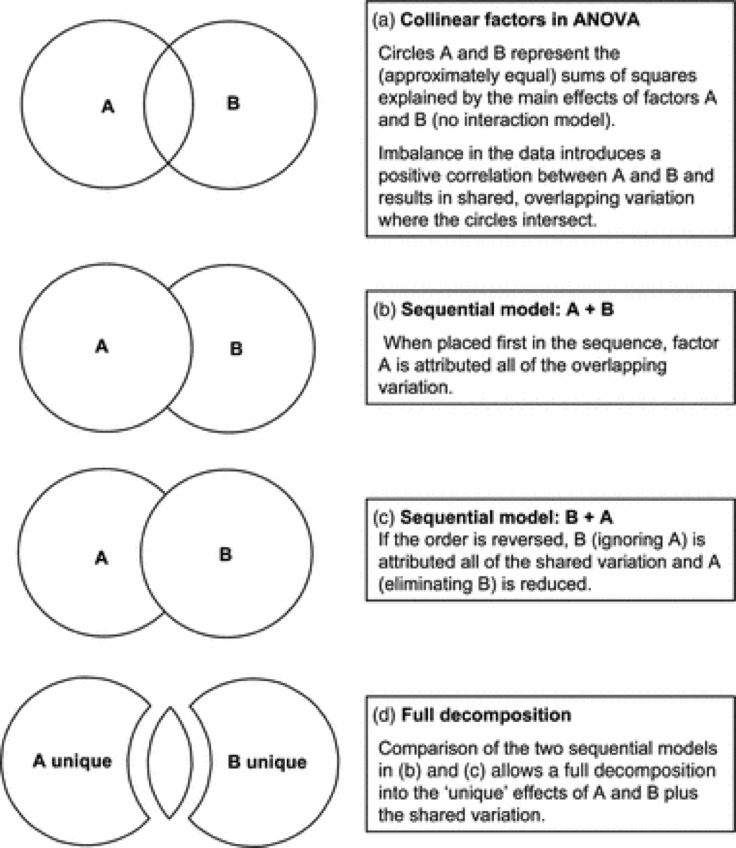 A
B
(a) Collinear factors in ANOVA
Circles A and B represent the
(approximately equal) sums of squares
explained by the main effects of factors A
and B (no interaction model).
Imbalance in the data introduces a
positive correlation between A and B and
results in shared, overlapping variation
where the circles intersect.
A
B
(b) Sequential model: A + B
When placed first in the sequence, factor
A is attributed all of the overlapping
variation.
A
B
(c) Sequential model: B + A
If the order is reversed, B (ignoring A) is
attributed all of the shared variation and A
(eliminating B) is reduced.
A unique
B unique
(d) Full decomposition
Comparison of the two sequential models
in (b) and (c) allows a full decomposition
into the ‘unique’ effects of A and B plus
the shared variation.